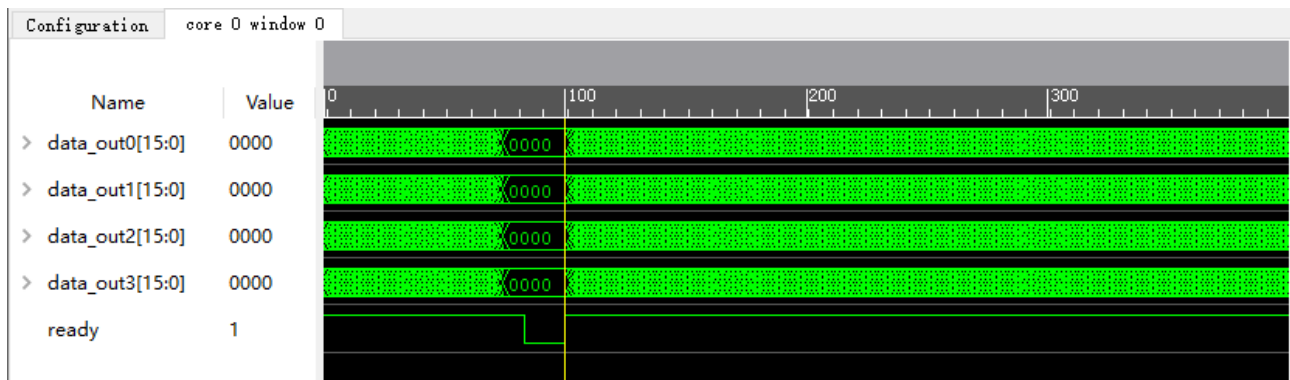 Configuration core 0 window 0
Name Value 0 100 200 300
> data_out0[15:0] 0000 0000
> data_out1[15:0] 0000 0000
> data_out2[15:0] 0000 0000
> data_out3[15:0] 0000 0000
ready 1